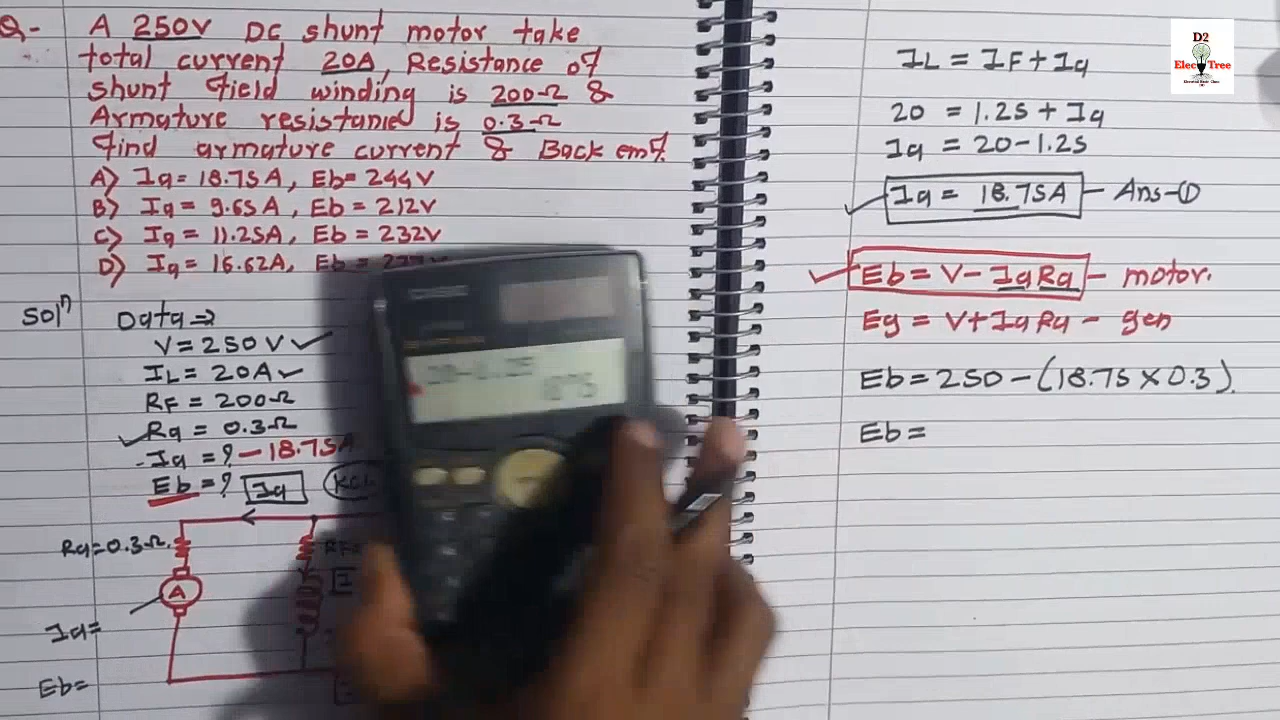 Q- A 250V DC shunt motor take
total current 20A, Resistance of
shunt field winding is 200Ω &
Armature resistance is 0.3Ω
find armature current & Back emf.
A) Ia = 18.75A, Eb= 244V
B) Ia = 9.65A, Eb = 212V
C) Ia = 11.25A, Eb = 232V
D) Ia = 16.62A, Eb =
Solⁿ Data ⇒
V = 250V ✓
IL = 20A ✓
RF = 200Ω
✓ Ra = 0.3Ω
- Ia = ? - 18.75A
Eb = ? Ia KCL
Ra=0.3Ω.
A
Ia=
Eb=
20-1.25
IL = IF + Ia
20 = 1.25 + Ia
Ia = 20-1.25
✓ Ia = 18.75A - Ans-①
✓ Eb = V - IaRa - motor.
Eg = V + IaRa - gen
Eb = 250 - (18.75 × 0.3).
Eb =
D2
Elec Tree